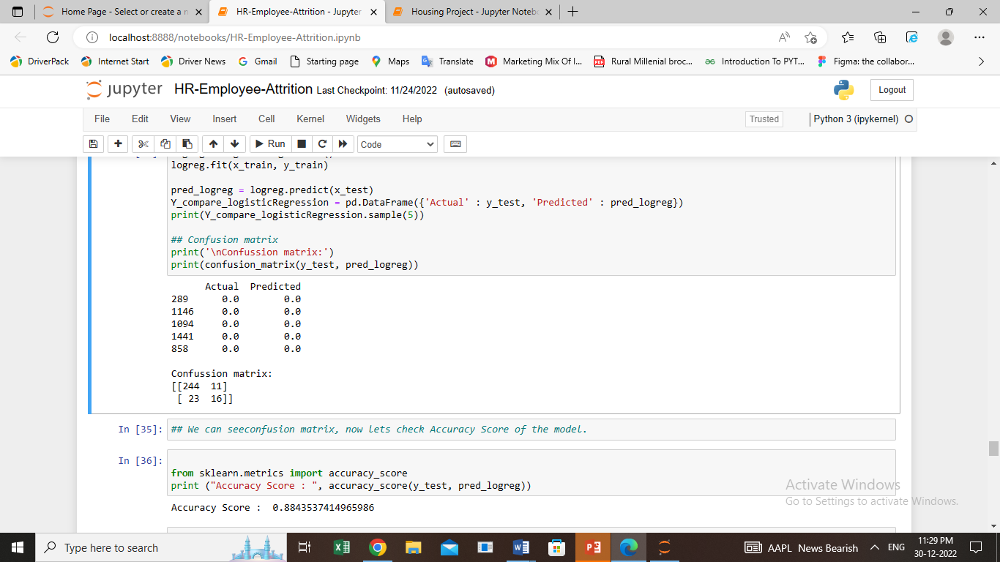 Home Page - Select or create a n
HR-Employee-Attrition - Jupyter
Housing Project - Jupyter Noteb
localhost:8888/notebooks/HR-Employee-Attrition.ipynb
DriverPack
Internet Start
Driver News
Gmail
Starting page
Maps
Translate
Marketing Mix Of I...
Rural Millenial broc...
Introduction To PYT...
Figma: the collabor...
jupyter HR-Employee-Attrition Last Checkpoint: 11/24/2022 (autosaved)
Logout
File Edit View Insert Cell Kernel Widgets Help
Trusted
Python 3 (ipykernel)
Run
Code
logreg.fit(x_train, y_train)
pred_logreg = logreg.predict(x_test)
Y_compare_logisticRegression = pd.DataFrame({'Actual' : y_test, 'Predicted' : pred_logreg})
print(Y_compare_logisticRegression.sample(5))
## Confusion matrix
print('\nConfussion matrix:')
print(confusion_matrix(y_test, pred_logreg))
Actual Predicted
289 0.0 0.0
1146 0.0 0.0
1094 0.0 0.0
1441 0.0 0.0
858 0.0 0.0
Confussion matrix:
[[244 11]
[ 23 16]]
In [35]: ## We can seeconfusion matrix, now lets check Accuracy Score of the model.
In [36]:
from sklearn.metrics import accuracy_score
print ("Accuracy Score : ", accuracy_score(y_test, pred_logreg))
Accuracy Score : 0.8843537414965986
Activate Windows
Go to Settings to activate Windows.
Type here to search
AAPL News Bearish
ENG
11:29 PM
30-12-2022